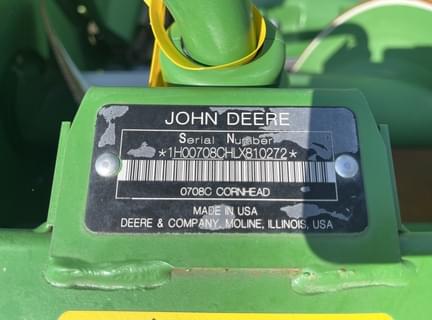 JOHN DEERE
Serial Number
*1H00708CHLX810272*
0708C CORNHEAD
MADE IN USA
DEERE & COMPANY, MOLINE, ILLINOIS, USA